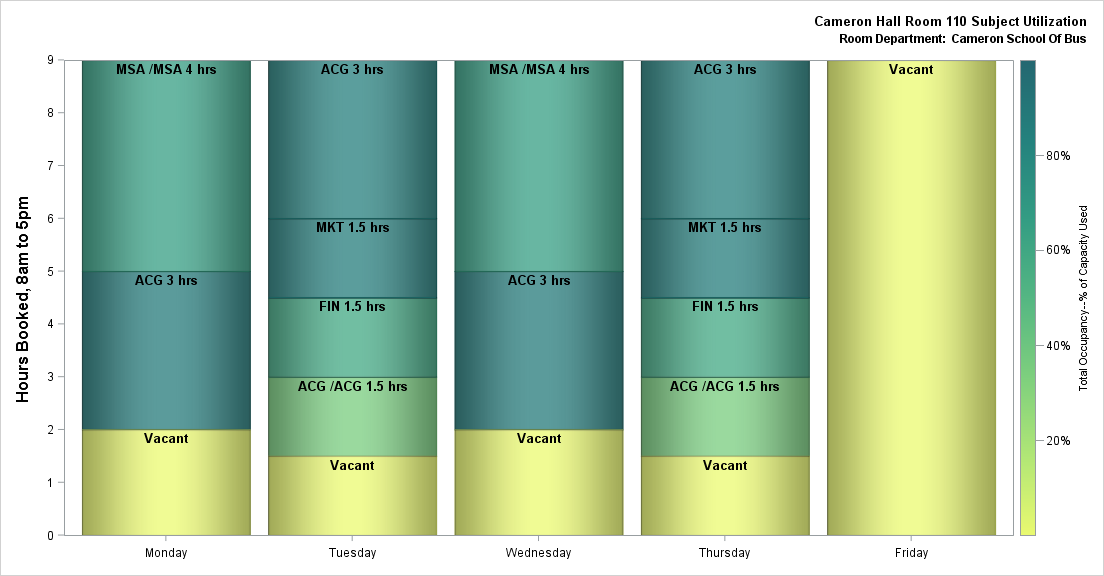 Cameron Hall Room 110 Subject Utilization
Room Department: Cameron School Of Bus
Hours Booked, 8am to 5pm
9
8
7
6
5
4
3
2
1
0
MSA /MSA 4 hrs
ACG 3 hrs
Vacant
Monday
ACG 3 hrs
MKT 1.5 hrs
FIN 1.5 hrs
ACG /ACG 1.5 hrs
Vacant
Tuesday
MSA /MSA 4 hrs
ACG 3 hrs
Vacant
Wednesday
ACG 3 hrs
MKT 1.5 hrs
FIN 1.5 hrs
ACG /ACG 1.5 hrs
Vacant
Thursday
Vacant
Friday
80%
60%
40%
20%
Total Occupancy--% of Capacity Used